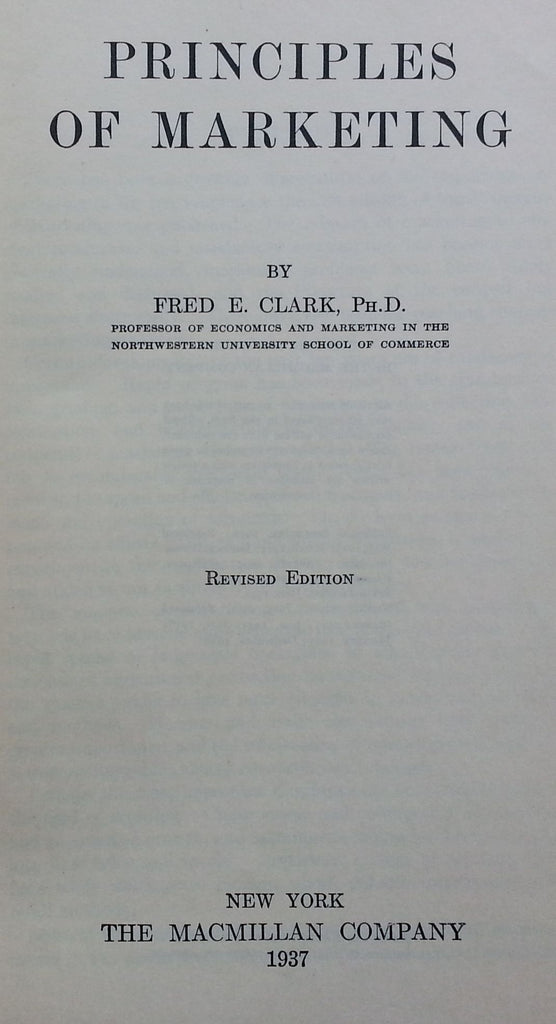 PRINCIPLES
OF MARKETING
BY
FRED E. CLARK, Ph.D.
PROFESSOR OF ECONOMICS AND MARKETING IN THE
NORTHWESTERN UNIVERSITY SCHOOL OF COMMERCE
Revised Edition
NEW YORK
THE MACMILLAN COMPANY
1937